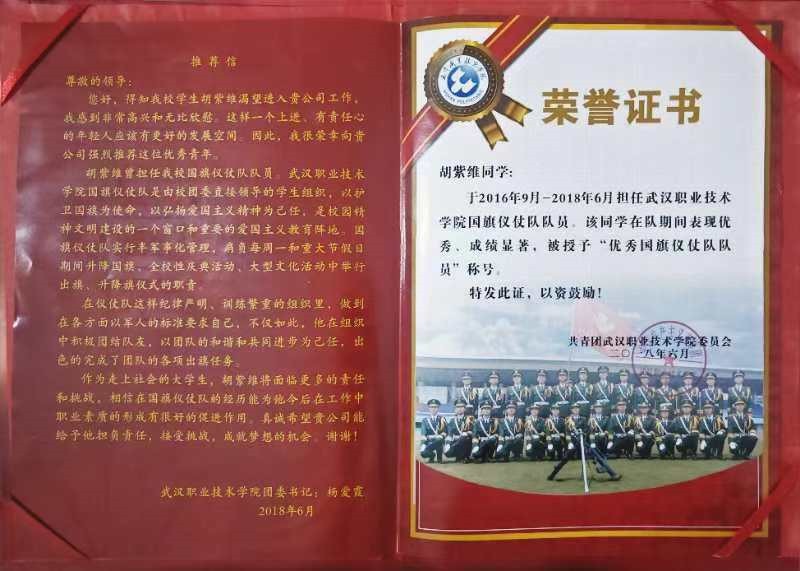 推荐信
尊敬的领导：
您好，得知我校学生胡紫维渴望进入贵公司工作，
我感到非常高兴和无比欣慰。这样一个上进、有责任心
的年轻人应该有更好的发展空间。因此，我很荣幸向贵
公司强烈推荐这位优秀青年。
胡紫维曾担任我校国旗仪仗队队员。武汉职业技术
学院国旗仪仗队是由校团委直接领导的学生组织，以护
卫国旗为使命，以弘扬爱国主义精神为己任，是校园精
神文明建设的一个窗口和重要的爱国主义教育阵地。国
旗仪仗队实行半军事化管理，肩负每周一和重大节假日
期间升降国旗、全校性庆典活动、大型文化活动中举行
出旗、升降旗仪式的职责。
在仪仗队这样纪律严明、训练繁重的组织里，做到
在各方面以军人的标准要求自己，不仅如此，他在组织
中积极团结队友，以团队的和谐和共同进步为己任，出
色的完成了团队的各项出旗任务。
作为走上社会的大学生，胡紫维将面临更多的责任
和挑战，相信在国旗仪仗队的经历能为他今后在工作中
职业素质的形成有很好的促进作用。真诚希望贵公司能
给予他担负责任，接受挑战，成就梦想的机会。谢谢！
武汉职业技术学院团委书记：杨爱霞
2018年6月
荣誉证书
胡紫维同学：
于2016年9月-2018年6月担任武汉职业技术
学院国旗仪仗队队员。该同学在队期间表现优
秀、成绩显著，被授予“优秀国旗仪仗队队
员”称号。
特发此证，以资鼓励！
共青团武汉职业技术学院委员会
二〇一八年六月